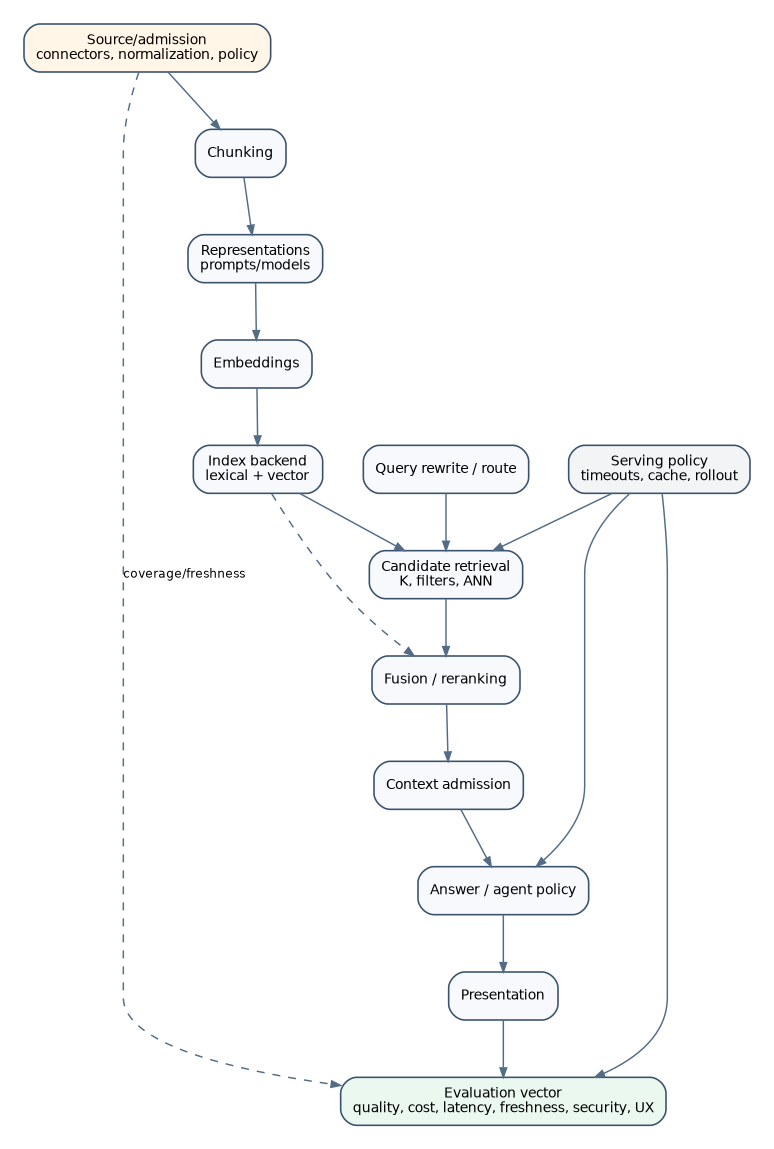 Source/admission
connectors, normalization, policy
Chunking
Representations
prompts/models
Embeddings
Index backend
lexical + vector
Query rewrite / route
Serving policy
timeouts, cache, rollout
coverage/freshness
Candidate retrieval
K, filters, ANN
Fusion / reranking
Context admission
Answer / agent policy
Presentation
Evaluation vector
quality, cost, latency, freshness, security, UX